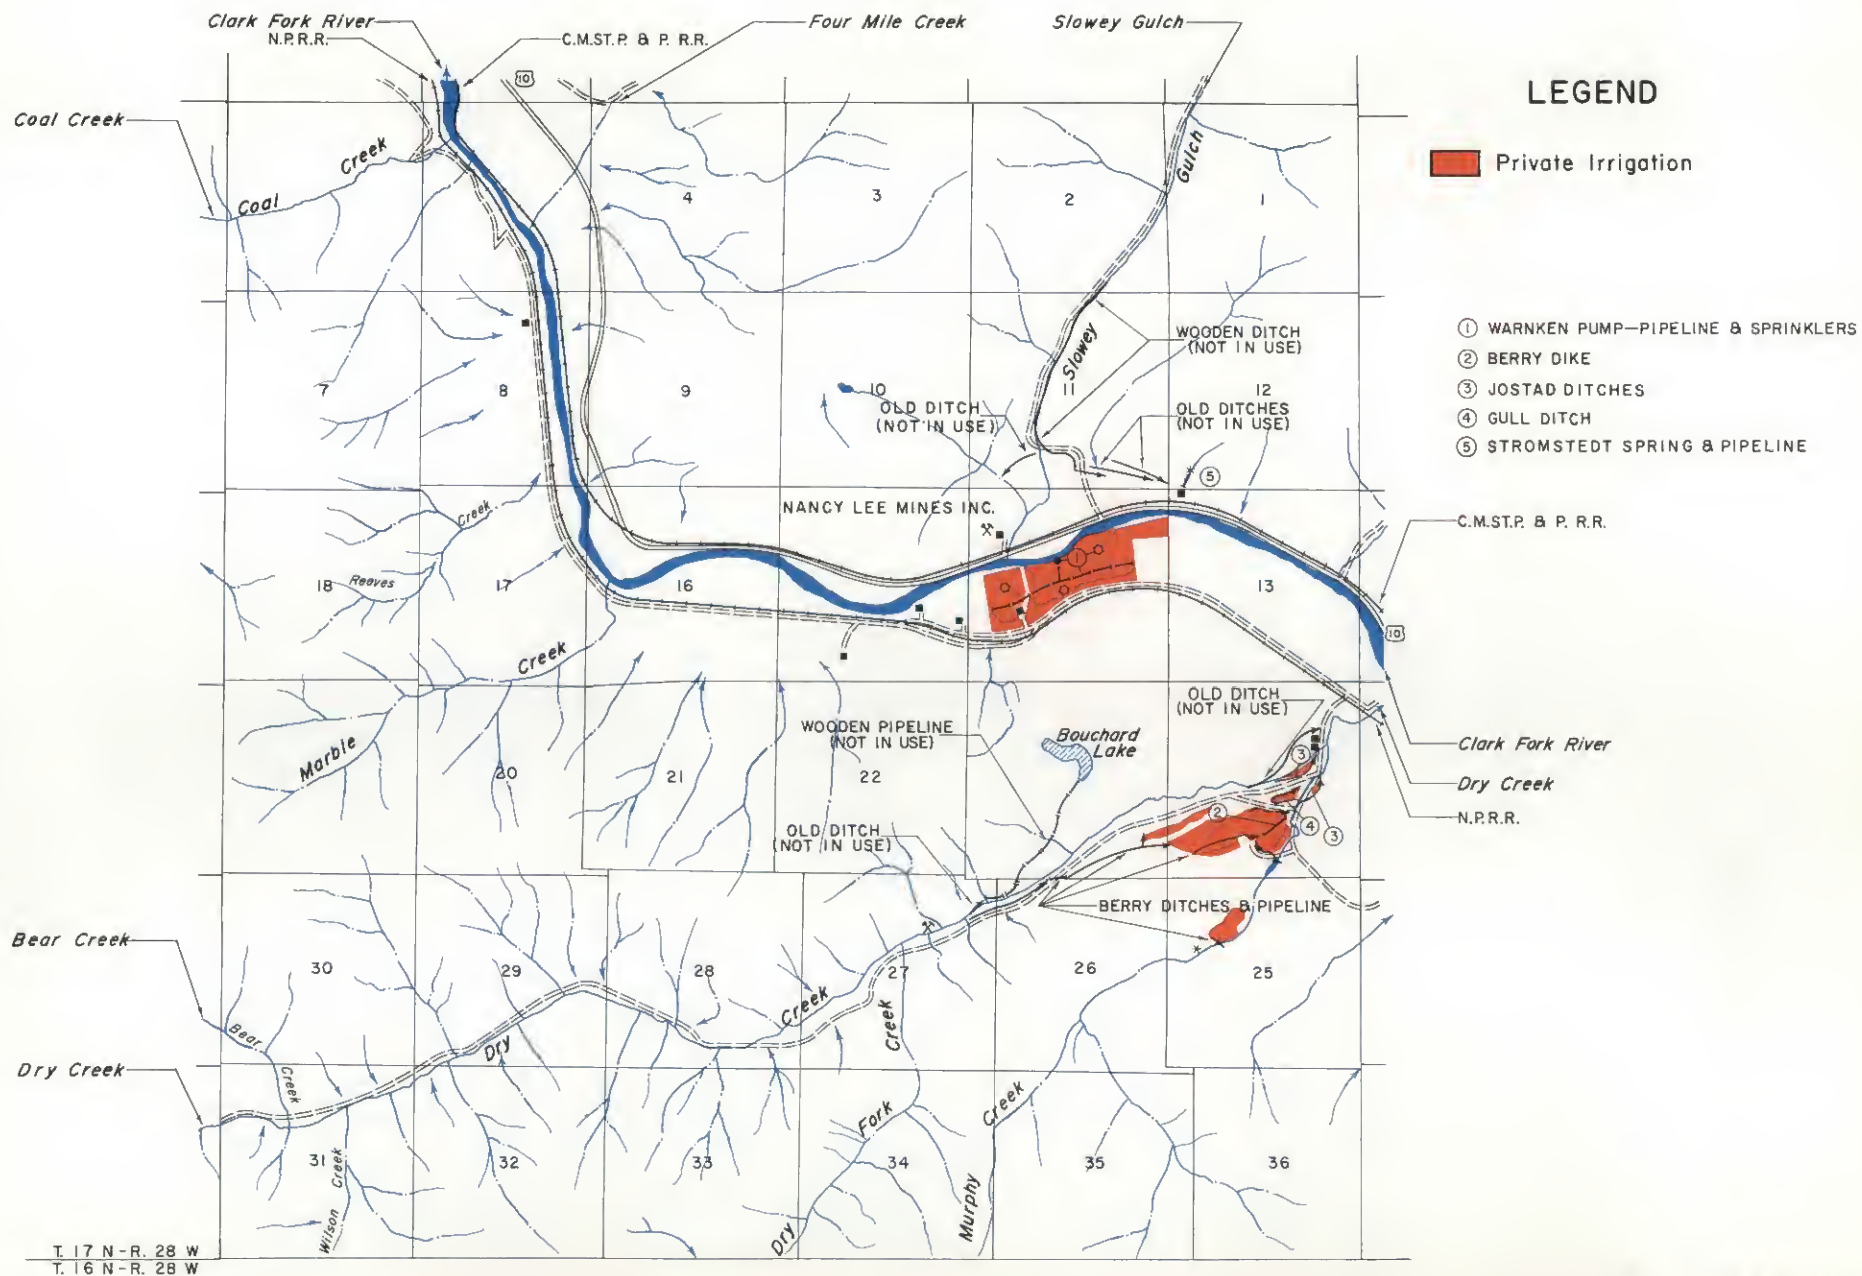 Clark Fork River
N.P.R.R.
C.M.ST.P. & P. R.R.
10
Four Mile Creek
Slowey Gulch
Coal Creek
Coal Creek
4
3
2
1
Slowey Gulch
LEGEND
Private Irrigation
① WARNKEN PUMP–PIPELINE & SPRINKLERS
② BERRY DIKE
③ JOSTAD DITCHES
④ GULL DITCH
⑤ STROMSTEDT SPRING & PIPELINE
WOODEN DITCH
(NOT IN USE)
7
8
9
10
11
12
OLD DITCH
(NOT IN USE)
OLD DITCHES
(NOT IN USE)
⑤
NANCY LEE MINES INC.
C.M.ST.P. & P. R.R.
Reeves Creek
18
17
16
①
13
10
Marble Creek
OLD DITCH
(NOT IN USE)
WOODEN PIPELINE
(NOT IN USE)
Bouchard
Lake
20
21
22
③
②
④
③
Clark Fork River
Dry Creek
N.P.R.R.
OLD DITCH
(NOT IN USE)
BERRY DITCHES & PIPELINE
Bear Creek
30
29
28
27
26
25
Bear Creek
Dry Creek
Dry Creek
31
32
33
34
35
36
Wilson Creek
Dry Fork Creek
Murphy Creek
T. 17 N - R. 28 W
T. 16 N - R. 28 W